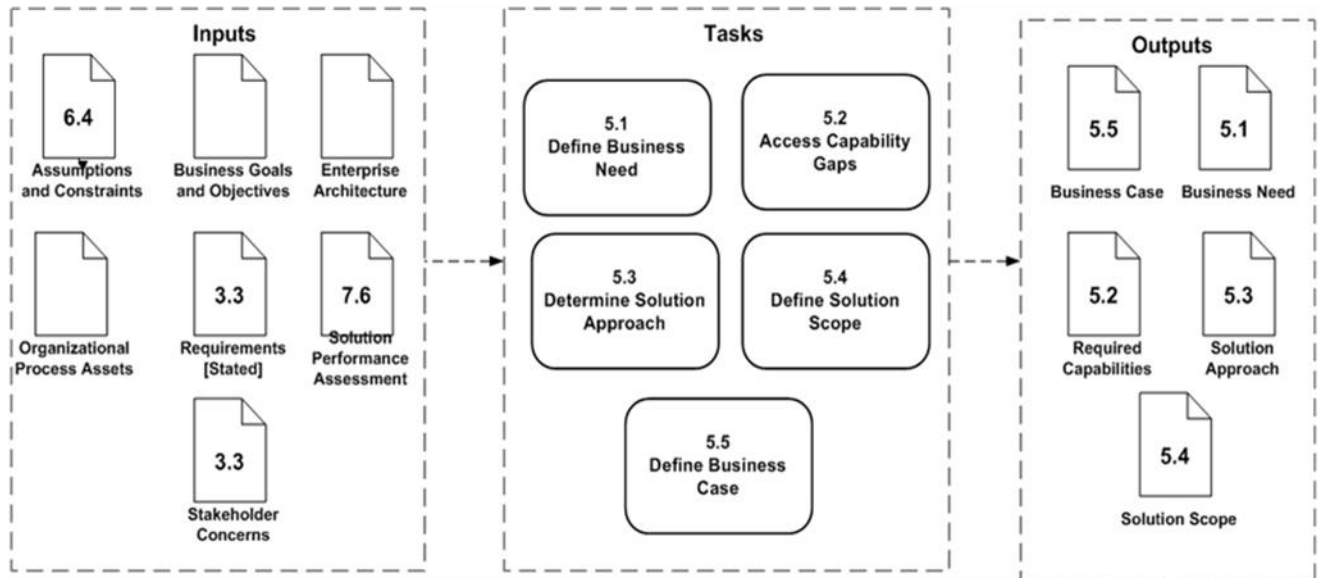 Inputs
6.4
Assumptions
and Constraints
Business Goals
and Objectives
Enterprise
Architecture
Organizational
Process Assets
3.3
Requirements
[Stated]
7.6
Solution
Performance
Assessment
3.3
Stakeholder
Concerns
Tasks
5.1
Define Business
Need
5.2
Access Capability
Gaps
5.3
Determine Solution
Approach
5.4
Define Solution
Scope
5.5
Define Business
Case
Outputs
5.5
Business Case
5.1
Business Need
5.2
Required
Capabilities
5.3
Solution
Approach
5.4
Solution Scope